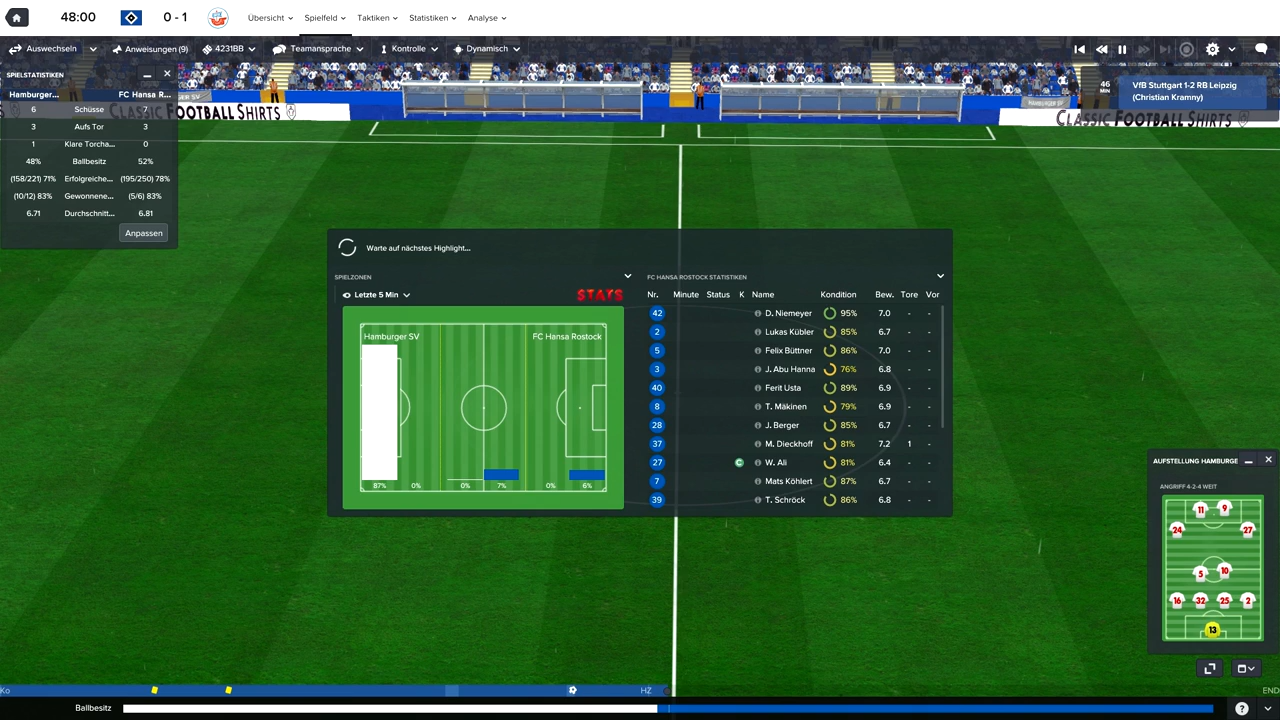 48:00
0 - 1
Übersicht
Spielfeld
Taktiken
Statistiken
Analyse
Auswechseln
Anweisungen (9)
4231BB
Teamansprache
Kontrolle
Dynamisch
SPIELSTATISTIKEN
Hamburger... FC Hansa R...
6 Schüsse 7
3 Aufs Tor 3
1 Klare Torcha... 0
48% Ballbesitz 52%
(158/221) 71% Erfolgreiche... (195/250) 78%
(10/12) 83% Gewonnene... (5/6) 83%
6.71 Durchschnitt... 6.81
Anpassen
FOOTBALL SHIRTS
46
MIN
VfB Stuttgart 1-2 RB Leipzig
(Christian Kramny)
CLASSIC FOOTBALL SHIRTS
Warte auf nächstes Highlight...
SPIELZONEN
Letzte 5 Min
STATS
Hamburger SV
FC Hansa Rostock
87% 0% 0% 7% 0% 6%
FC HANSA ROSTOCK STATISTIKEN
Nr. Minute Status K Name Kondition Bew. Tore Vor
42 D. Niemeyer 95% 7.0 - -
2 Lukas Kübler 85% 6.7 - -
5 Felix Büttner 86% 7.0 - -
3 J. Abu Hanna 76% 6.8 - -
40 Ferit Usta 89% 6.9 - -
8 T. Mäkinen 79% 6.9 - -
28 J. Berger 85% 6.7 - -
37 M. Dieckhoff 81% 7.2 1 -
27 C W. Ali 81% 6.4 - -
7 Mats Köhlert 87% 6.7 - -
39 T. Schröck 86% 6.8 - -
AUFSTELLUNG HAMBURGE
ANGRIFF 4-2-4 WEIT
11 9
24 27
5 10
16 32 25 2
13
Ko
HZ
END
Ballbesitz
?